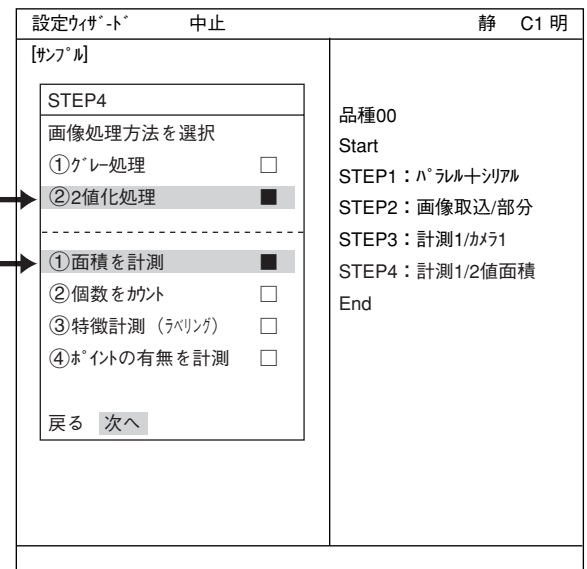 設定ｳｨｻﾞｰﾄﾞ 中止 静 C1 明
[ｻﾝﾌﾟﾙ]
STEP4
画像処理方法を選択
①ｸﾞﾚｰ処理 □
②2値化処理 ■
①面積を計測 ■
②個数をｶｳﾝﾄ □
③特徴計測（ﾗﾍﾞﾘﾝｸﾞ） □
④ﾎﾟｲﾝﾄの有無を計測 □
戻る 次へ
品種00
Start
STEP1：ﾊﾟﾗﾚﾙ＋ｼﾘｱﾙ
STEP2：画像取込/部分
STEP3：計測1/ｶﾒﾗ1
STEP4：計測1/2値面積
End